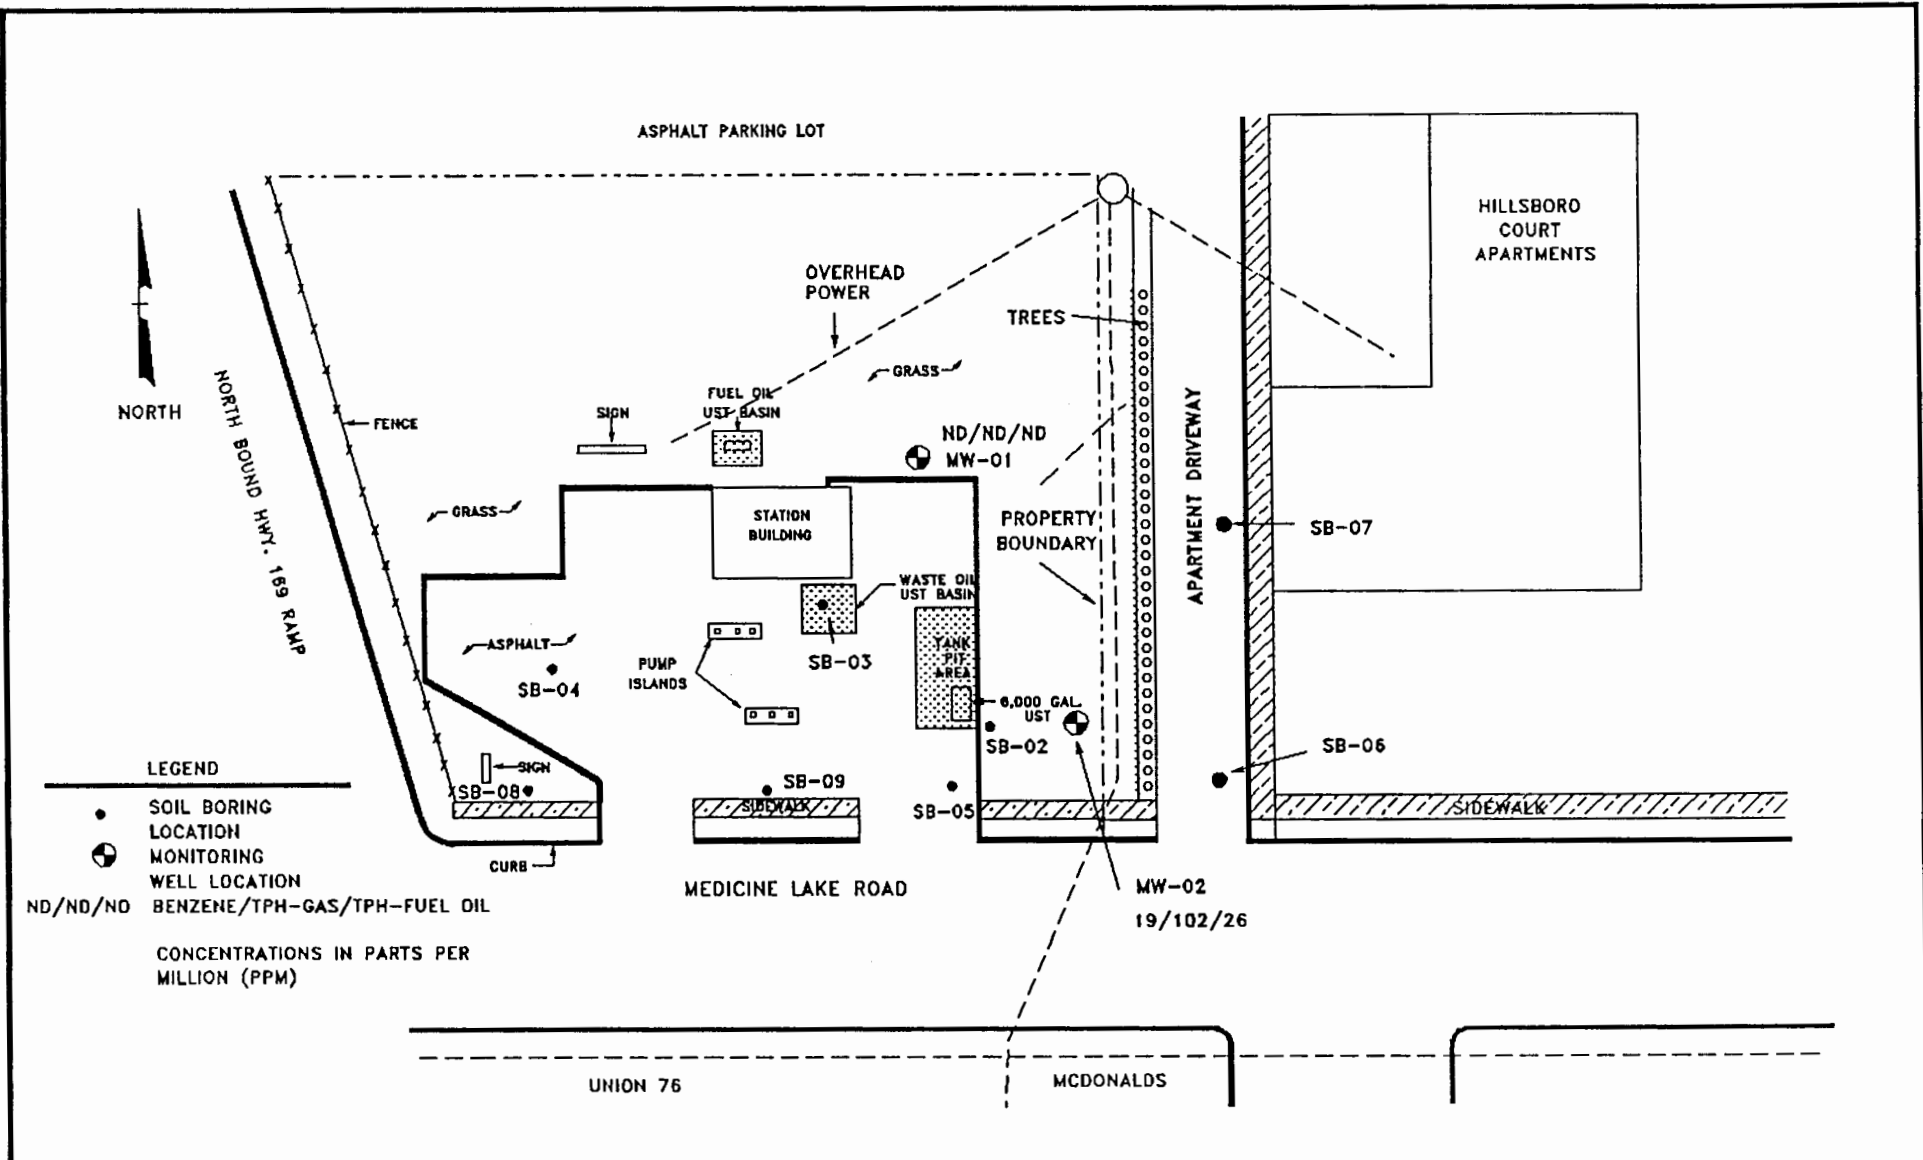 ASPHALT PARKING LOT
HILLSBORO
COURT
APARTMENTS
OVERHEAD
POWER
TREES
GRASS
NORTH
NORTH BOUND HWY. 169 RAMP
FENCE
SIGN
FUEL OIL
UST BASIN
ND/ND/ND
MW-01
APARTMENT DRIVEWAY
GRASS
STATION
BUILDING
PROPERTY
BOUNDARY
SB-07
WASTE OIL
UST BASIN
ASPHALT
SB-04
PUMP
ISLANDS
SB-03
TANK
PIT
AREA
6,000 GAL.
UST
SB-02
SB-06
SIGN
SB-08
SB-09
SIDEWALK
SB-05
SIDEWALK
CURB
MEDICINE LAKE ROAD
MW-02
19/102/26
LEGEND
SOIL BORING
LOCATION
MONITORING
WELL LOCATION
ND/ND/ND BENZENE/TPH-GAS/TPH-FUEL OIL
CONCENTRATIONS IN PARTS PER
MILLION (PPM)
UNION 76
MCDONALDS